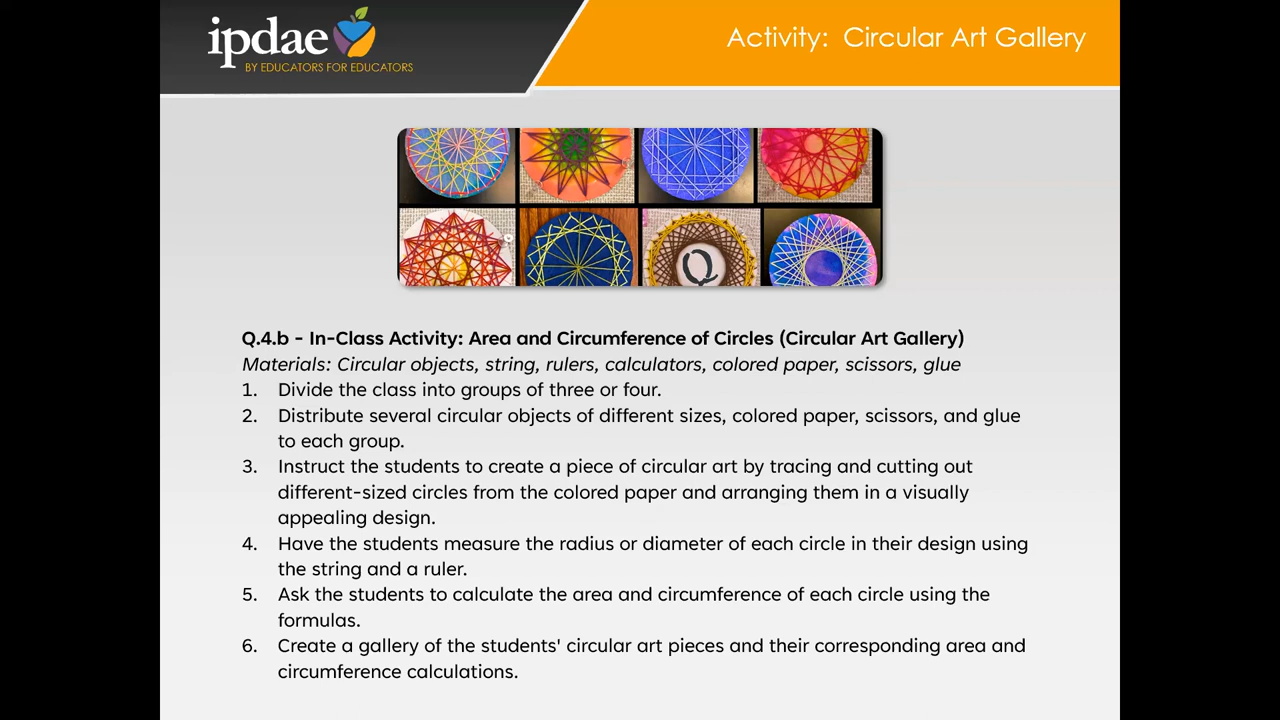 ipdae
BY EDUCATORS FOR EDUCATORS
Activity: Circular Art Gallery
Q
Q.4.b - In-Class Activity: Area and Circumference of Circles (Circular Art Gallery)
Materials: Circular objects, string, rulers, calculators, colored paper, scissors, glue
1. Divide the class into groups of three or four.
2. Distribute several circular objects of different sizes, colored paper, scissors, and glue
to each group.
3. Instruct the students to create a piece of circular art by tracing and cutting out
different-sized circles from the colored paper and arranging them in a visually
appealing design.
4. Have the students measure the radius or diameter of each circle in their design using
the string and a ruler.
5. Ask the students to calculate the area and circumference of each circle using the
formulas.
6. Create a gallery of the students' circular art pieces and their corresponding area and
circumference calculations.